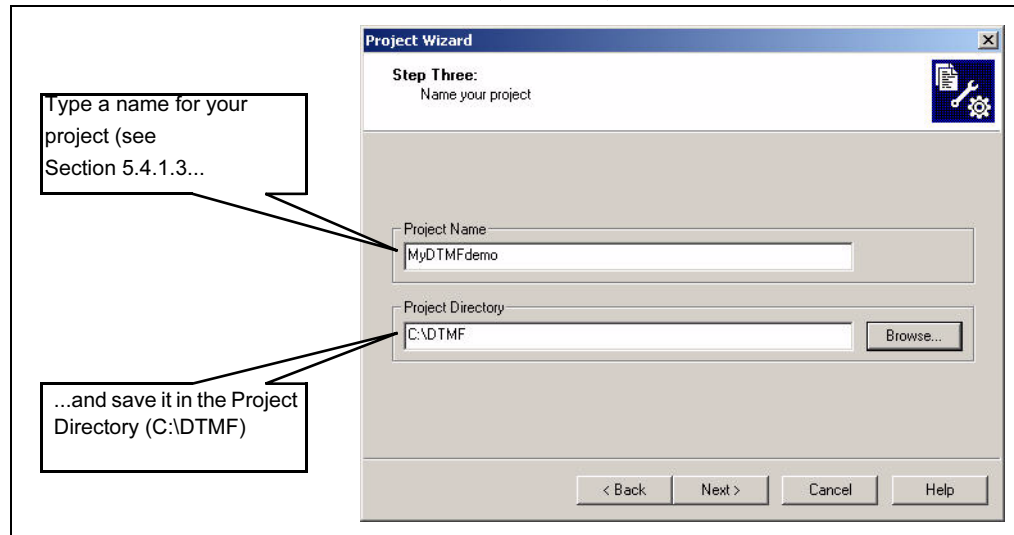 Project Wizard
Step Three:
Name your project
Type a name for your
project (see
Section 5.4.1.3...
Project Name
MyDTMFdemo
Project Directory
C:\DTMF
Browse...
...and save it in the Project
Directory (C:\DTMF)
< Back
Next >
Cancel
Help